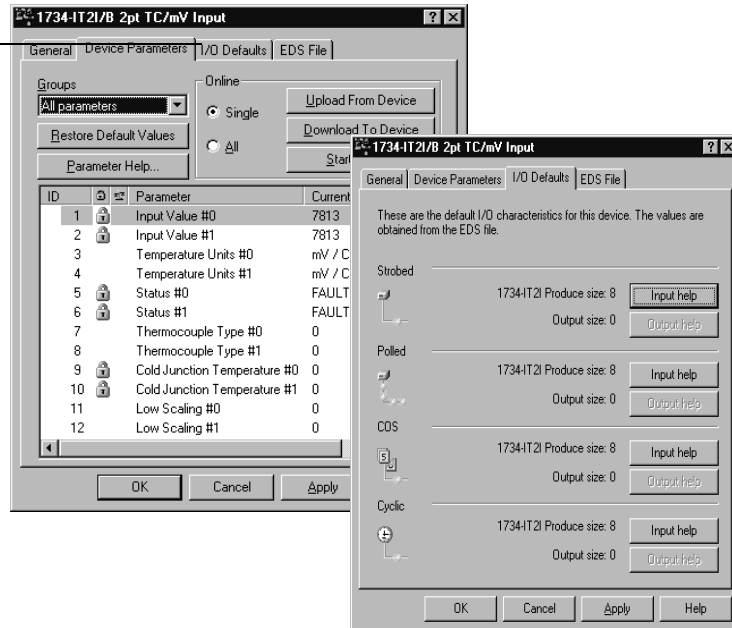 1734-IT2I/B 2pt TC/mV Input
General Device Parameters I/O Defaults EDS File
Groups
All parameters
Restore Default Values
Parameter Help...
Online
Single
All
Upload From Device
Download To Device
ID Parameter Current
1 Input Value #0 7813
2 Input Value #1 7813
3 Temperature Units #0 mV / C
4 Temperature Units #1 mV / C
5 Status #0 FAULT
6 Status #1 FAULT
7 Thermocouple Type #0 0
8 Thermocouple Type #1 0
9 Cold Junction Temperature #0 0
10 Cold Junction Temperature #1 0
11 Low Scaling #0 0
12 Low Scaling #1 0
OK Cancel Apply
1734-IT2I/B 2pt TC/mV Input
General Device Parameters I/O Defaults EDS File
These are the default I/O characteristics for this device. The values are
obtained from the EDS file.
Strobed
1734-IT2I Produce size: 8 Input help
Output size: 0 Output help
Polled
1734-IT2I Produce size: 8 Input help
Output size: 0 Output help
COS
1734-IT2I Produce size: 8 Input help
Output size: 0 Output help
Cyclic
1734-IT2I Produce size: 8 Input help
Output size: 0 Output help
OK Cancel Apply Help